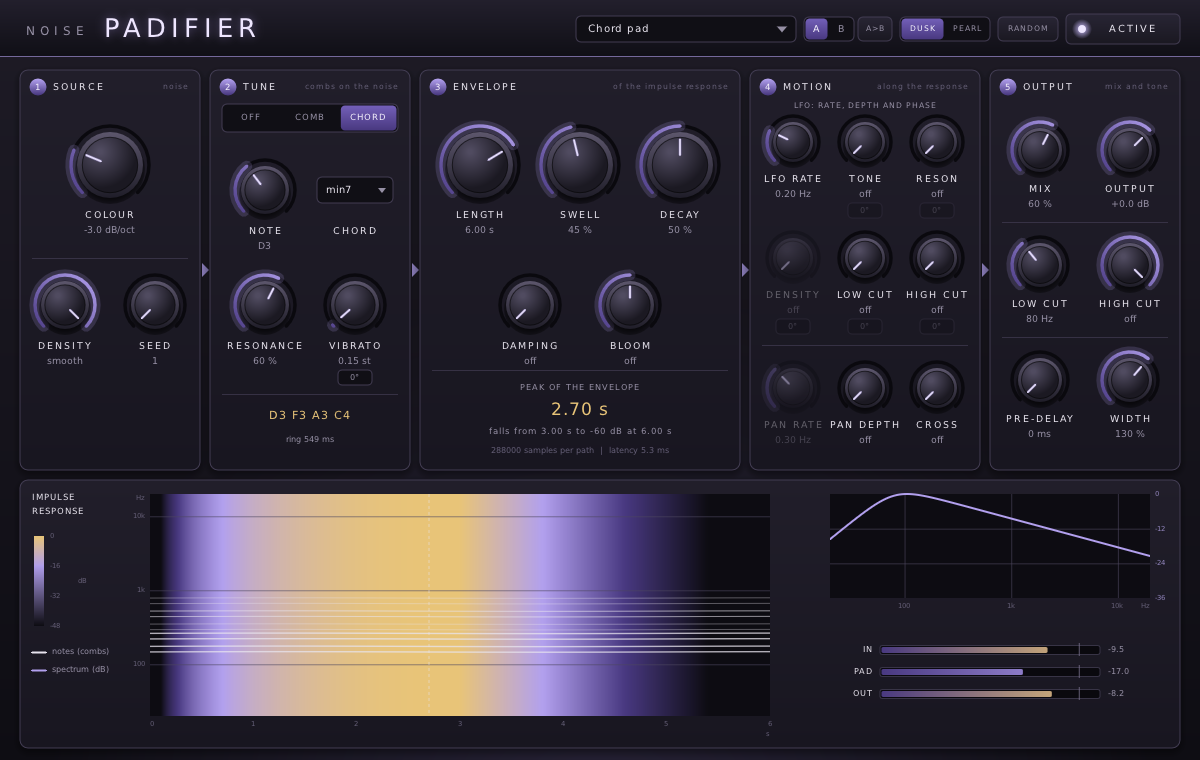 NOISE PADIFIER
Chord pad
A B A>B
DUSK PEARL
RANDOM
ACTIVE
1 SOURCE noise
COLOUR
-3.0 dB/oct
DENSITY SEED
smooth 1
2 TUNE combs on the noise
OFF COMB CHORD
min7
NOTE CHORD
D3
RESONANCE VIBRATO
60 % 0.15 st
0°
D3 F3 A3 C4
ring 549 ms
3 ENVELOPE of the impulse response
LENGTH SWELL DECAY
6.00 s 45 % 50 %
DAMPING BLOOM
off off
PEAK OF THE ENVELOPE
2.70 s
falls from 3.00 s to -60 dB at 6.00 s
288000 samples per path | latency 5.3 ms
4 MOTION along the response
LFO: RATE, DEPTH AND PHASE
LFO RATE TONE RESON
0.20 Hz off off
0° 0°
DENSITY LOW CUT HIGH CUT
off off off
0° 0° 0°
PAN RATE PAN DEPTH CROSS
0.30 Hz off off
5 OUTPUT mix and tone
MIX OUTPUT
60 % +0.0 dB
LOW CUT HIGH CUT
80 Hz off
PRE-DELAY WIDTH
0 ms 130 %
IMPULSE
RESPONSE
0
-16
dB
-32
-48
notes (combs)
spectrum (dB)
Hz
10k
1k
100
0 1 2 3 4 5 6
s
0
-12
-24
-36
100 1k 10k Hz
IN -9.5
PAD -17.0
OUT -8.2